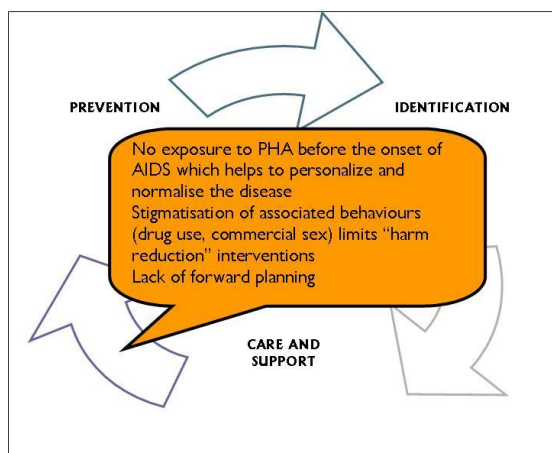 PREVENTION
IDENTIFICATION
No exposure to PHA before the onset of
AIDS which helps to personalize and
normalise the disease
Stigmatisation of associated behaviours
(drug use, commercial sex) limits “harm
reduction” interventions
Lack of forward planning
CARE AND
SUPPORT